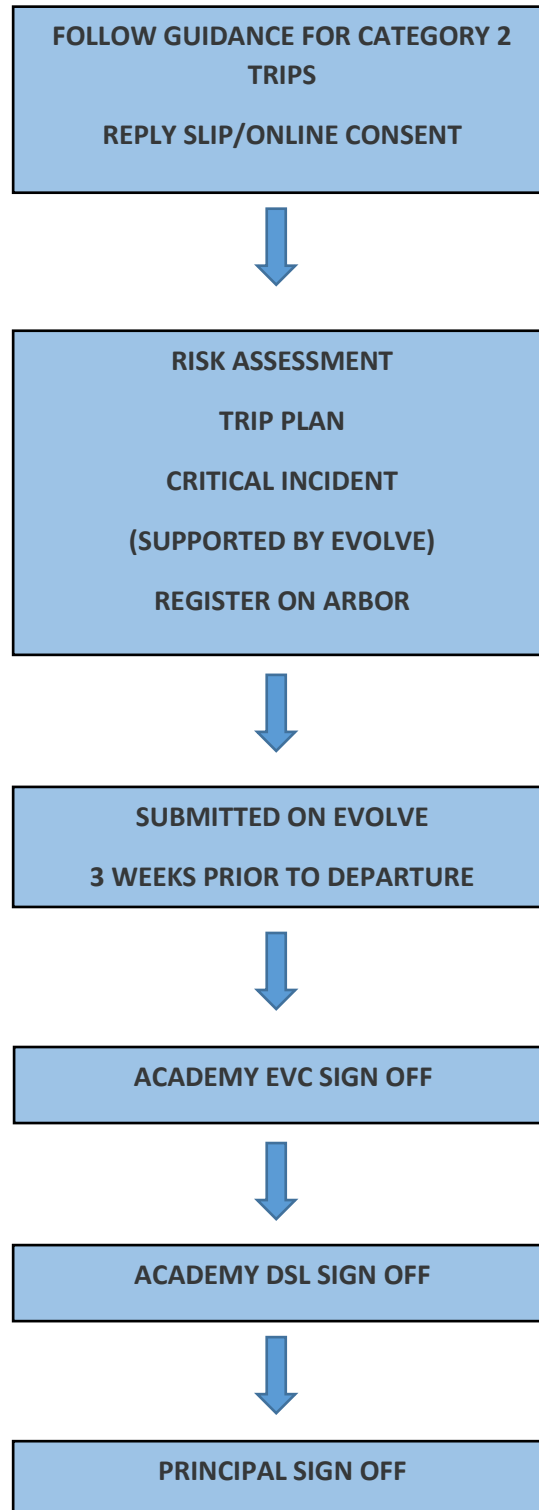 FOLLOW GUIDANCE FOR CATEGORY 2
TRIPS
REPLY SLIP/ONLINE CONSENT
RISK ASSESSMENT
TRIP PLAN
CRITICAL INCIDENT
(SUPPORTED BY EVOLVE)
REGISTER ON ARBOR
SUBMITTED ON EVOLVE
3 WEEKS PRIOR TO DEPARTURE
ACADEMY EVC SIGN OFF
ACADEMY DSL SIGN OFF
PRINCIPAL SIGN OFF